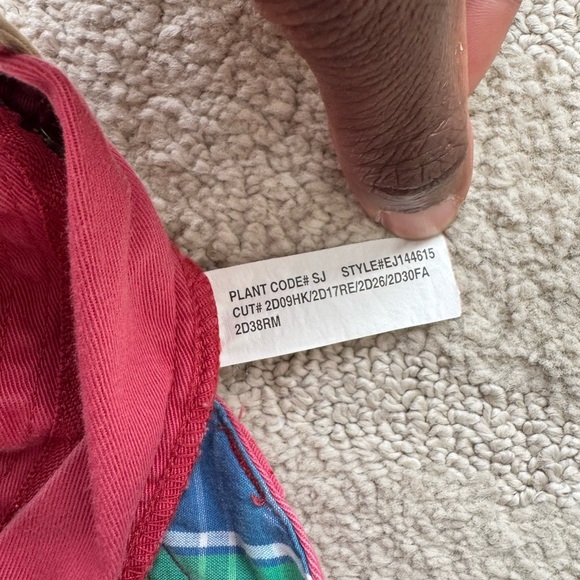 PLANT CODE# SJ STYLE#EJ144615
CUT# 2D09HK/2D17RE/2D26/2D30FA
2D38RM